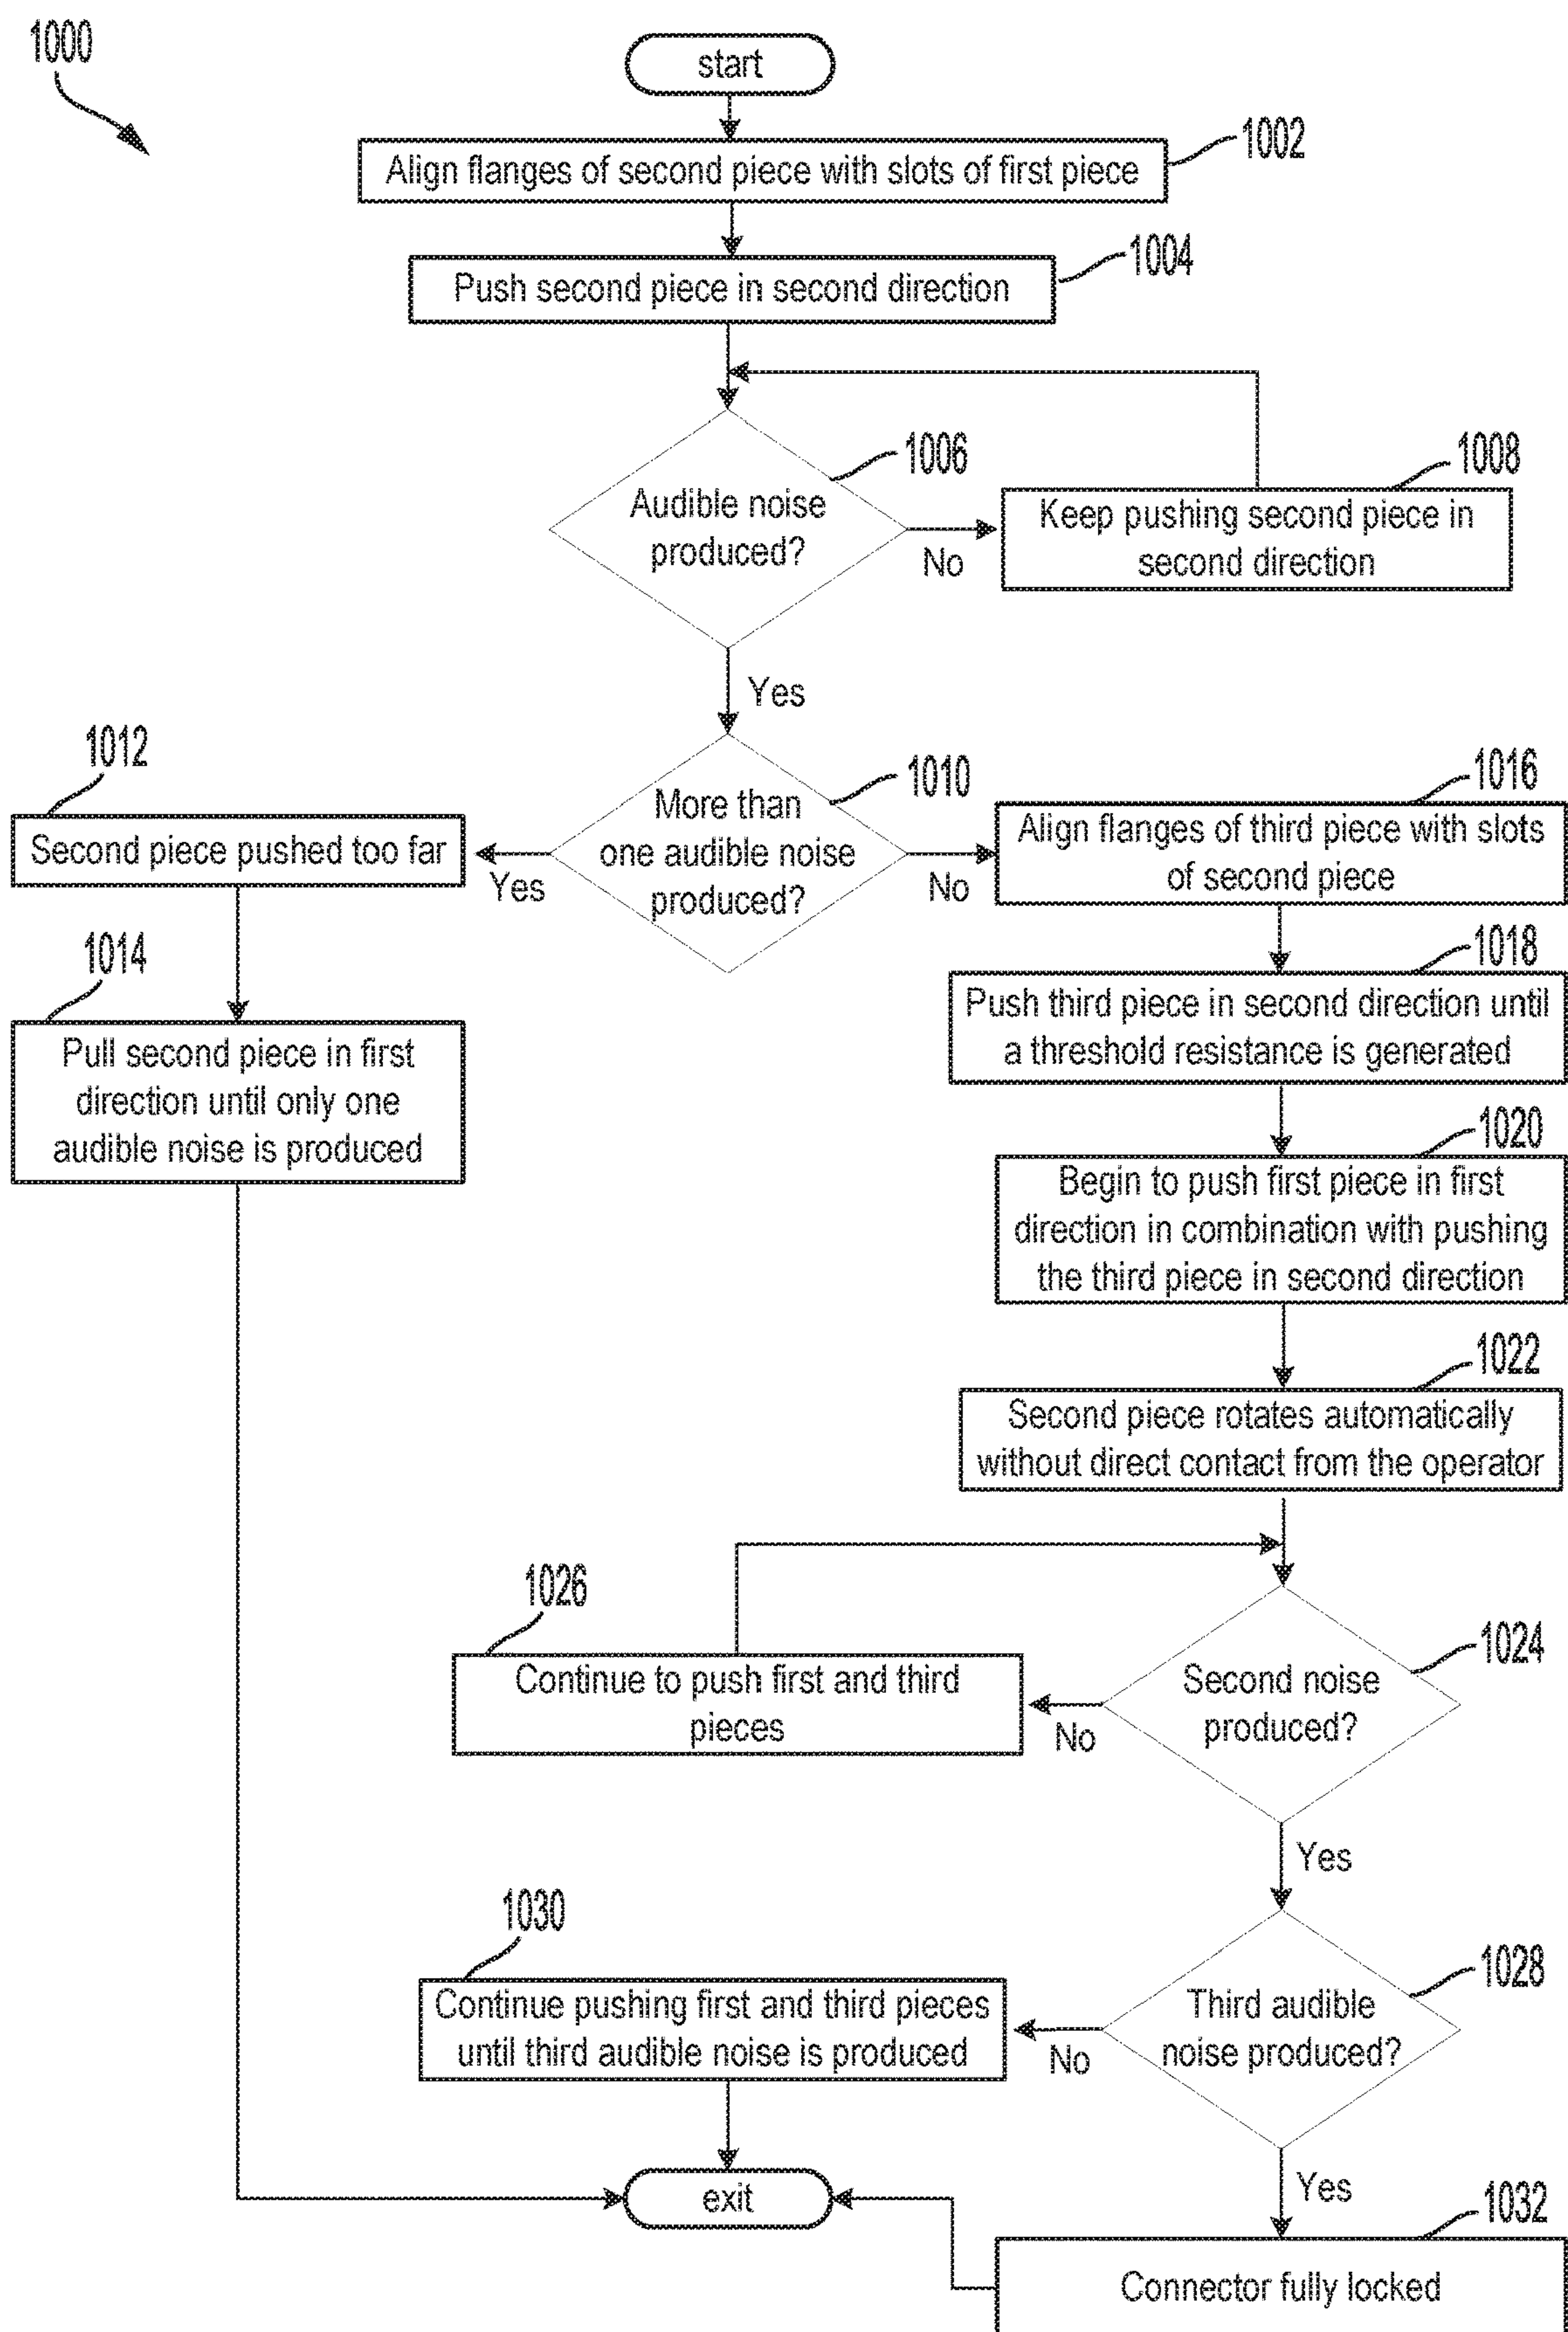 1000
start
1002
Align flanges of second piece with slots of first piece
1004
Push second piece in second direction
1006
Audible noise
produced?
No
1008
Keep pushing second piece in
second direction
Yes
1010
More than
one audible noise
produced?
Yes
No
1012
Second piece pushed too far
1014
Pull second piece in first
direction until only one
audible noise is produced
1016
Align flanges of third piece with slots
of second piece
1018
Push third piece in second direction until
a threshold resistance is generated
1020
Begin to push first piece in first
direction in combination with pushing
the third piece in second direction
1022
Second piece rotates automatically
without direct contact from the operator
1024
Second noise
produced?
No
1026
Continue to push first and third
pieces
Yes
1028
Third audible
noise produced?
No
1030
Continue pushing first and third pieces
until third audible noise is produced
Yes
1032
Connector fully locked
exit